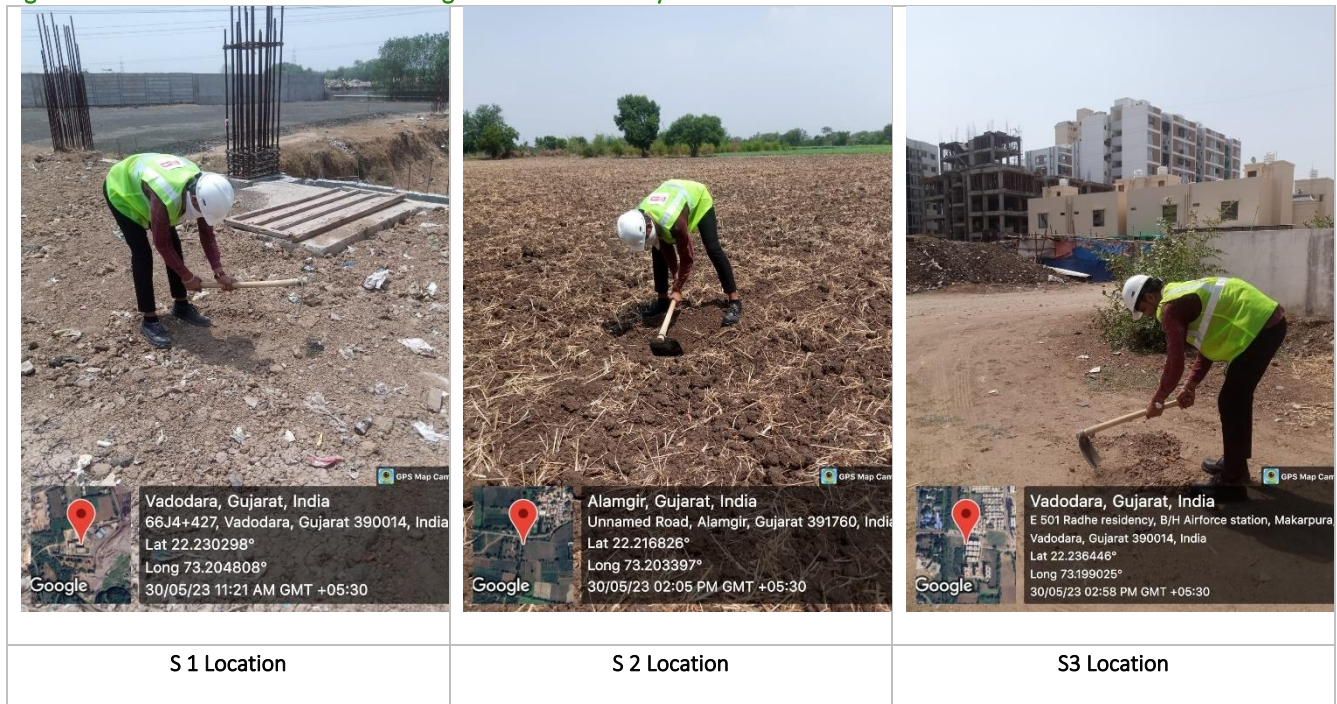 GPS Map Cam
Vadodara, Gujarat, India
66J4+427, Vadodara, Gujarat 390014, India
Lat 22.230298°
Long 73.204808°
30/05/23 11:21 AM GMT +05:30
Google
GPS Map Cam
Alamgir, Gujarat, India
Unnamed Road, Alamgir, Gujarat 391760, India
Lat 22.216826°
Long 73.203397°
30/05/23 02:05 PM GMT +05:30
Google
GPS Map Cam
Vadodara, Gujarat, India
E 501 Radhe residency, B/H Airforce station, Makarpura,
Vadodara, Gujarat 390014, India
Lat 22.236446°
Long 73.199025°
30/05/23 02:58 PM GMT +05:30
Google
S 1 Location
S 2 Location
S3 Location